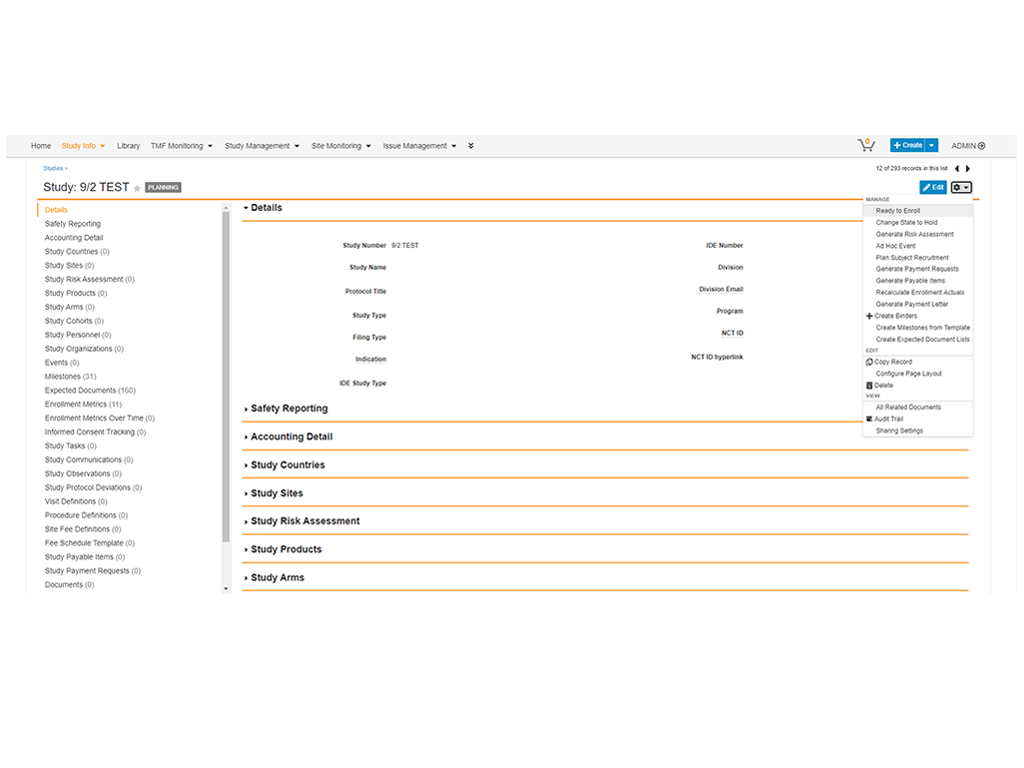 Home Study Info Library TMF Monitoring Study Management Site Monitoring Issue Management 0 Create ADMIN
Studies > 12 of 293 records in this list
Study: 9/2 TEST PLANNING Edit
Details
Safety Reporting
Accounting Detail
Study Countries (0)
Study Sites (0)
Study Risk Assessment (0)
Study Products (0)
Study Arms (0)
Study Cohorts (0)
Study Personnel (0)
Study Organizations (0)
Events (0)
Milestones (31)
Expected Documents (160)
Enrollment Metrics (11)
Enrollment Metrics Over Time (0)
Informed Consent Tracking (0)
Study Tasks (0)
Study Communications (0)
Study Observations (0)
Study Protocol Deviations (0)
Visit Definitions (0)
Procedure Definitions (0)
Site Fee Definitions (0)
Fee Schedule Template (0)
Study Payable Items (0)
Study Payment Requests (0)
Documents (0)
Details
Study Number 9/2 TEST
Study Name
Protocol Title
Study Type
Filing Type
Indication
IDE Study Type
IDE Number
Division
Division Email
Program
NCT ID
NCT ID hyperlink
Safety Reporting
Accounting Detail
Study Countries
Study Sites
Study Risk Assessment
Study Products
Study Arms
MANAGE
Ready to Enroll
Change State to Hold
Generate Risk Assessment
Ad Hoc Event
Plan Subject Recruitment
Generate Payment Requests
Generate Payable Items
Recalculate Enrollment Actuals
Generate Payment Letter
Create Binders
Create Milestones from Template
Create Expected Document Lists
EDIT
Copy Record
Configure Page Layout
Delete
VIEW
All Related Documents
Audit Trail
Sharing Settings